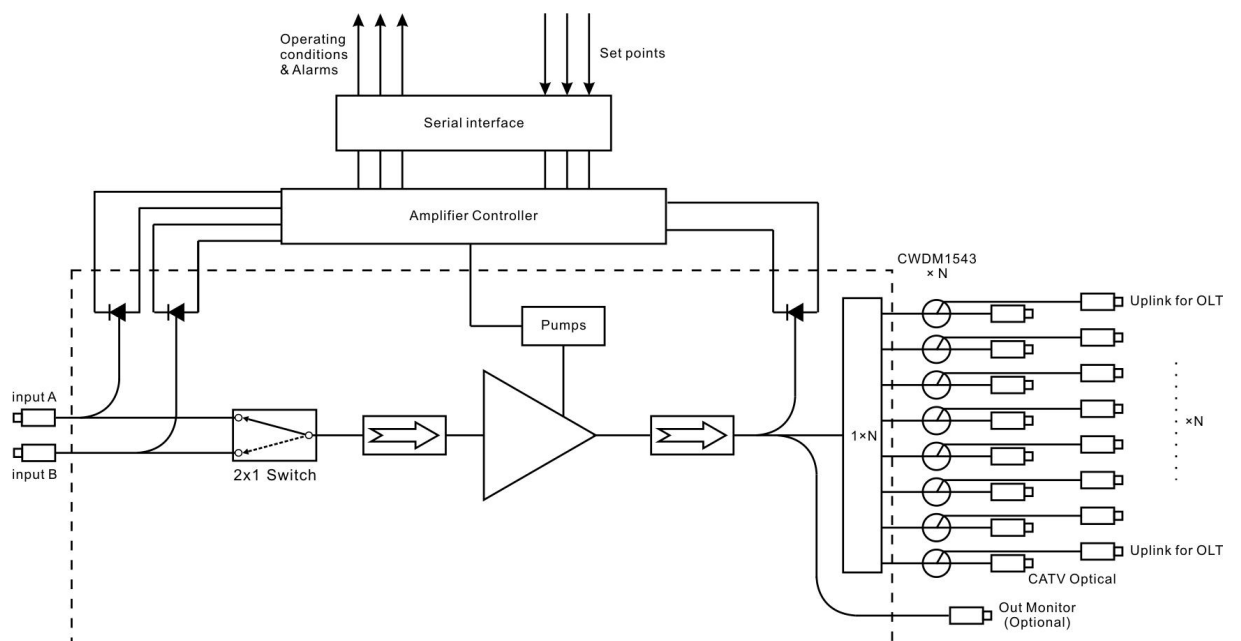 Operating
conditions
& Alarms
Set points
Serial interface
Amplifier Controller
CWDM1543
× N
Uplink for OLT
Pumps
input A
input B
2x1 Switch
1×N
×N
Uplink for OLT
CATV Optical
Out Monitor
(Optional)